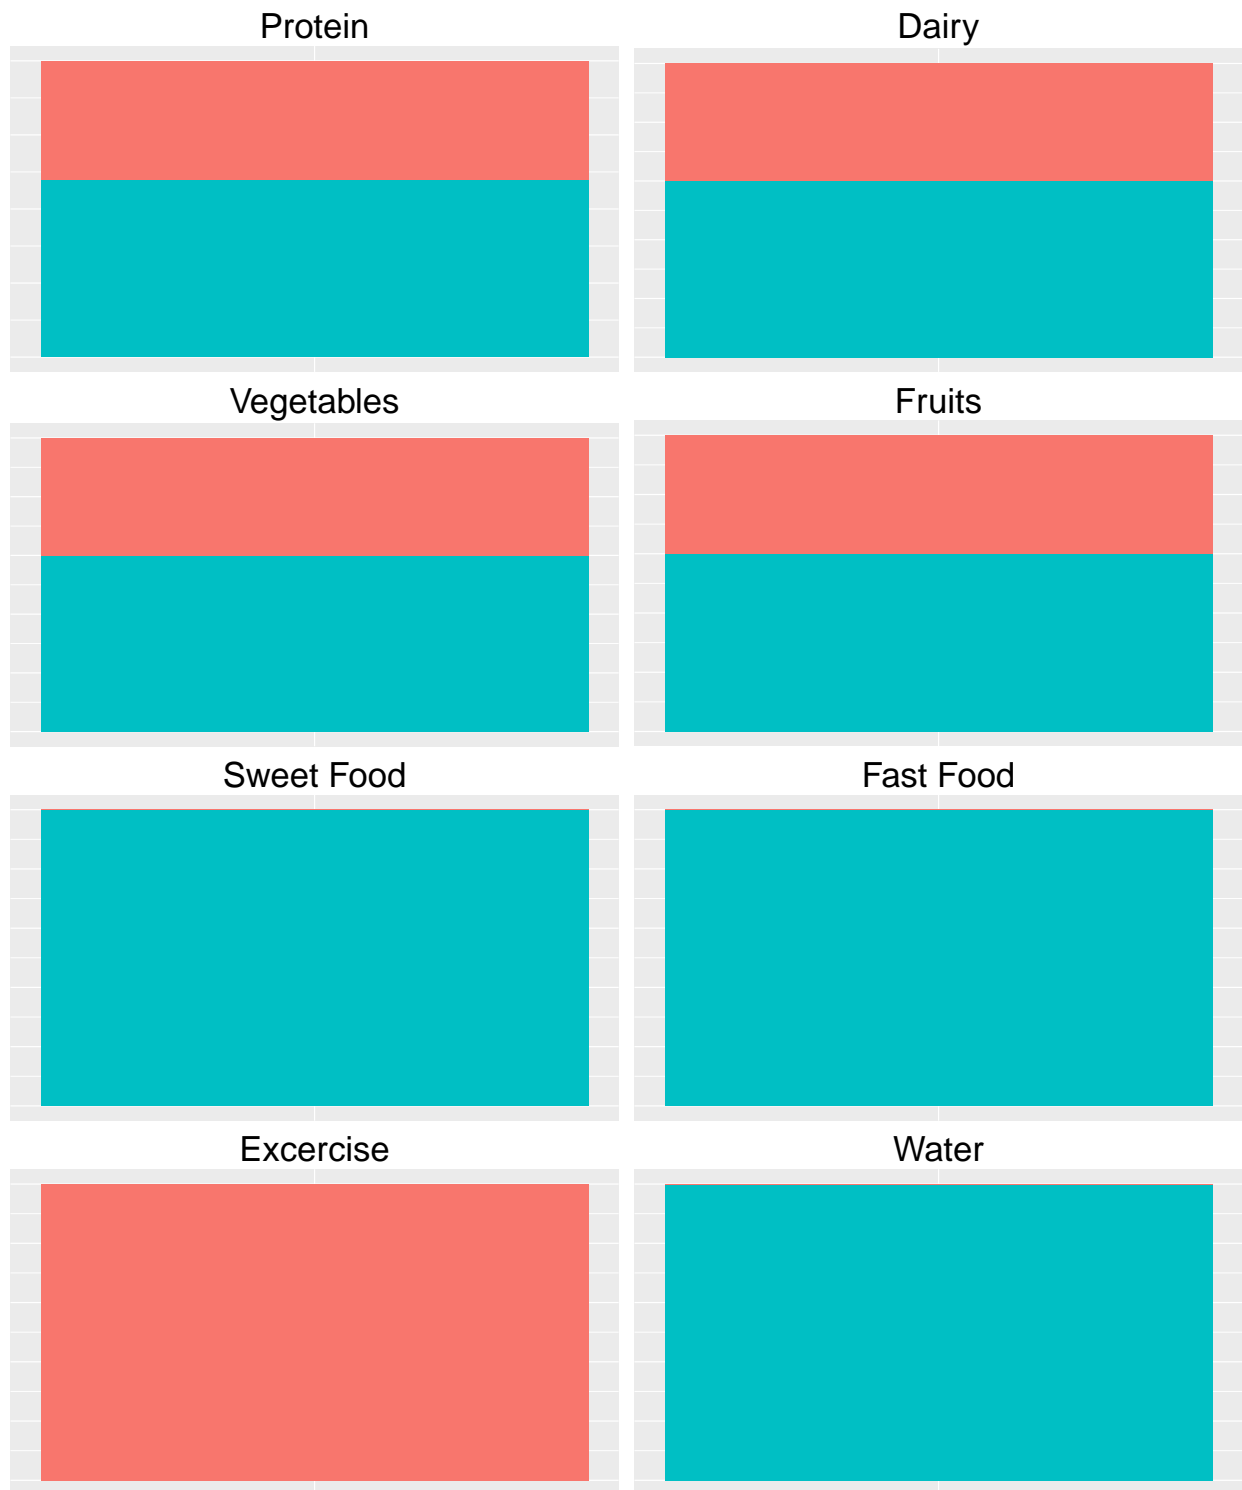 Protein
Dairy
Vegetables
Fruits
Sweet Food
Fast Food
Excercise
Water